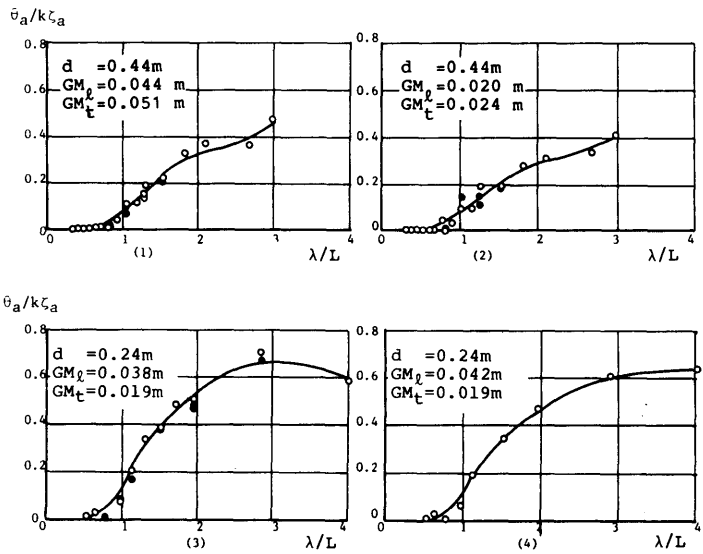 θ̄a/kζa
0.8
0.6
0.4
0.2
0
d =0.44m
GMℓ=0.044 m
GMt=0.051 m
0 1 2 3 4
(1)
λ/L
0.8
0.6
0.4
0.2
0
d =0.44m
GMℓ=0.020 m
GMt=0.024 m
0 1 2 3 4
(2)
λ/L
θ̄a/kζa
0.8
0.6
0.4
0.2
0
d =0.24m
GMℓ=0.038m
GMt=0.019m
0 1 2 3 4
(3)
λ/L
0.8
0.6
0.4
0.2
0
d =0.24m
GMℓ=0.042m
GMt=0.019m
0 1 2 3 4
(4)
λ/L